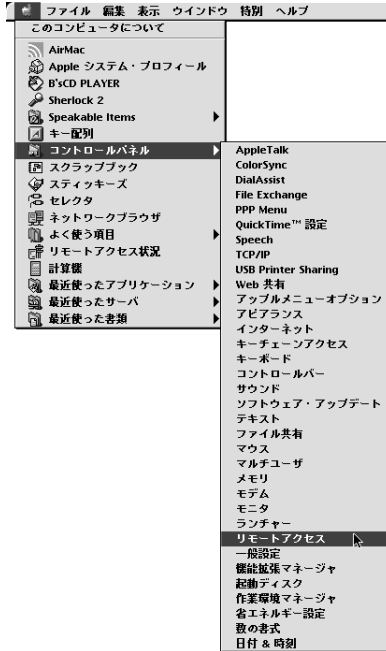 ファイル 編集 表示 ウインドウ 特別 ヘルプ
このコンピュータについて
AirMac
Apple システム・プロフィール
B'sCD PLAYER
Sherlock 2
Speakable Items
キー配列
コントロールパネル
スクラップブック
スティッキーズ
セレクタ
ネットワークブラウザ
よく使う項目
リモートアクセス状況
計算機
最近使ったアプリケーション
最近使ったサーバ
最近使った書類
AppleTalk
ColorSync
DialAssist
File Exchange
PPP Menu
QuickTime™ 設定
Speech
TCP/IP
USB Printer Sharing
Web 共有
アップルメニューオプション
アピアランス
インターネット
キーチェーンアクセス
キーボード
コントロールバー
サウンド
ソフトウェア・アップデート
テキスト
ファイル共有
マウス
マルチユーザ
メモリ
モデム
モニタ
ランチャー
リモートアクセス
一般設定
機能拡張マネージャ
起動ディスク
作業環境マネージャ
省エネルギー設定
数の書式
日付 & 時刻